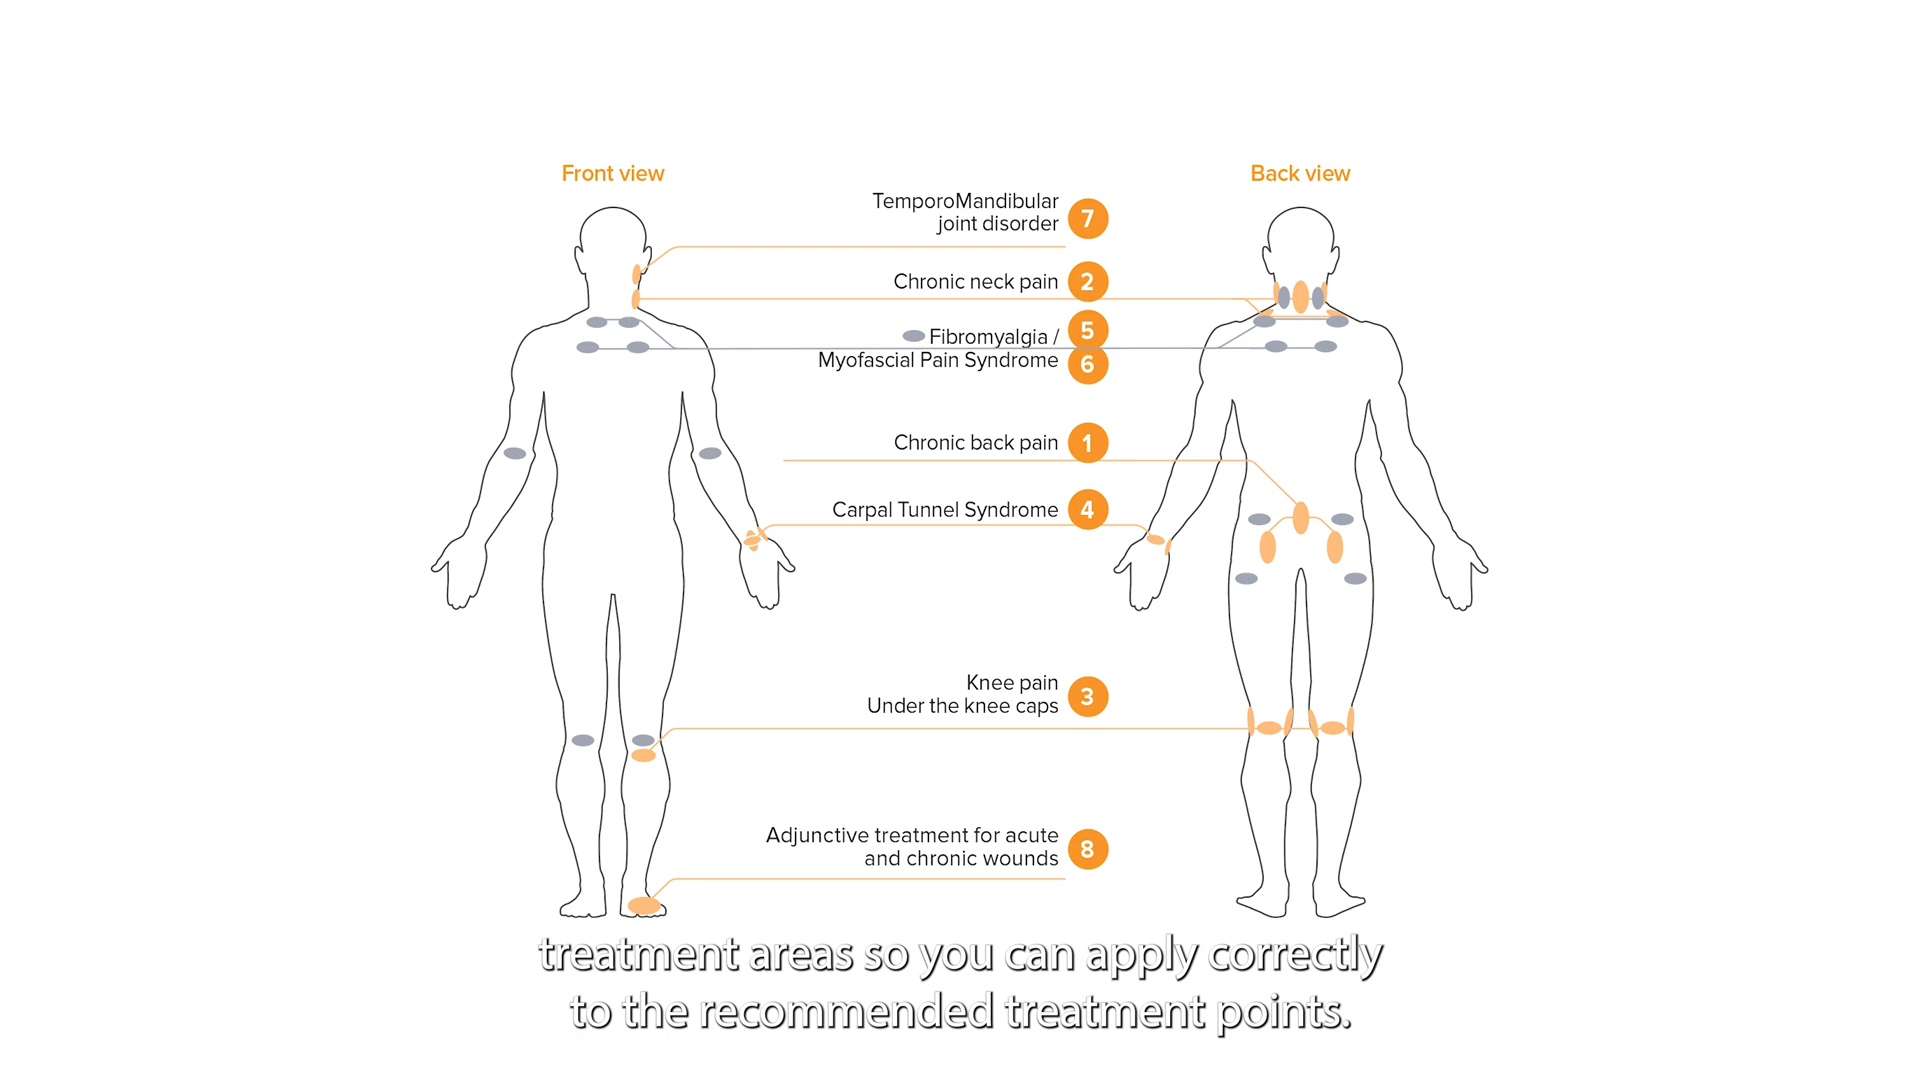 Front view
Back view
TemporoMandibular
joint disorder
7
Chronic neck pain
2
Fibromyalgia /
5
Myofascial Pain Syndrome
6
Chronic back pain
1
Carpal Tunnel Syndrome
4
Knee pain
Under the knee caps
3
Adjunctive treatment for acute
and chronic wounds
8
treatment areas so you can apply correctly
to the recommended treatment points.